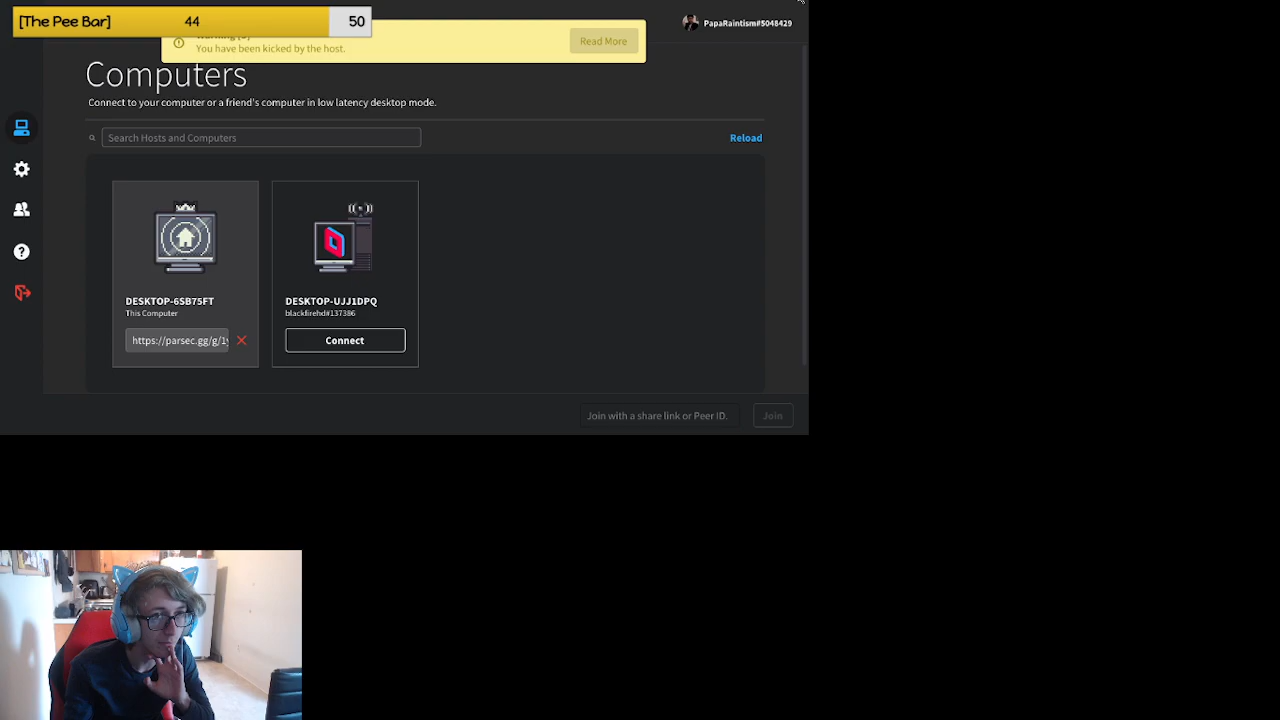 [The Pee Bar] 44 50
PapaRaintism#5048429
You have been kicked by the host.
Read More
Computers
Connect to your computer or a friend's computer in low latency desktop mode.
Search Hosts and Computers
Reload
DESKTOP-6SB75FT
This Computer
https://parsec.gg/g/1
DESKTOP-UJJ1DPQ
blackfirehd#137386
Connect
Join with a share link or Peer ID.
Join